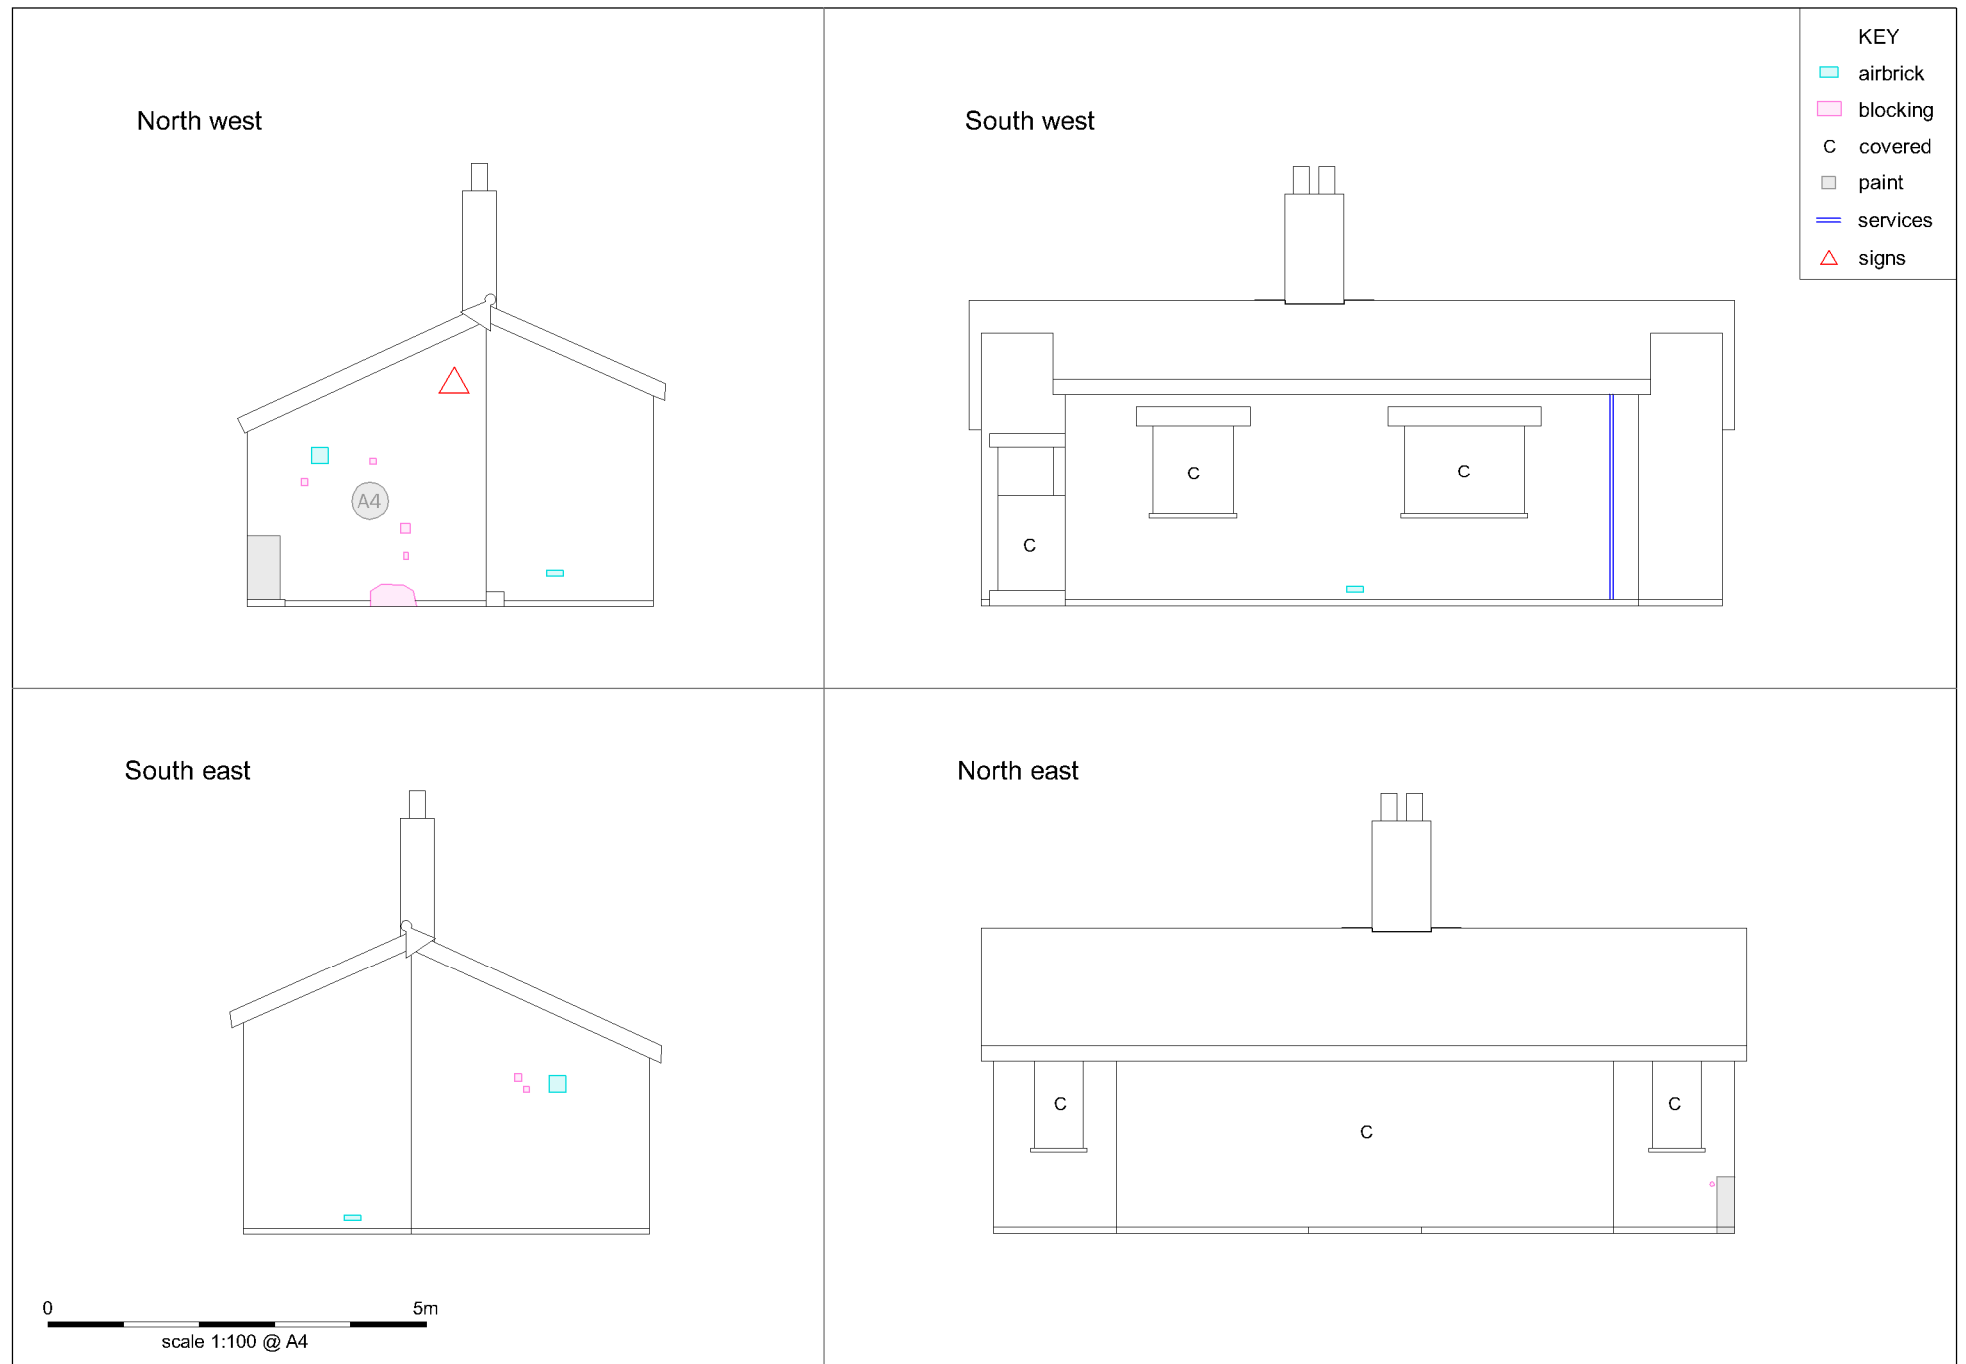 KEY
airbrick
blocking
C covered
paint
services
signs
North west
A4
South west
C
C
C
South east
North east
C
C
C
0 5m
scale 1:100 @ A4